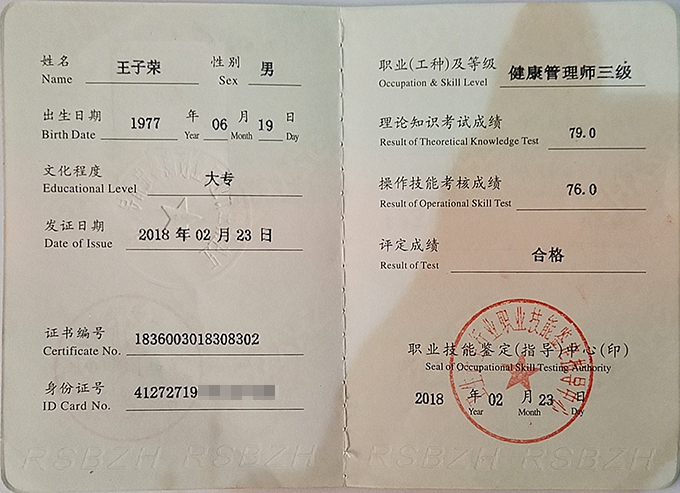 姓名 王子荣 性别 男
Name Sex
出生日期 1977 年 06 月 19 日
Birth Date Year Month Day
文化程度 大专
Educational Level
发证日期 2018 年 02 月 23 日
Date of Issue
证书编号 1836003018308302
Certificate No.
身份证号 41272719
ID Card No.
RSBZH RSBZH
职业(工种)及等级 健康管理师三级
Occupation & Skill Level
理论知识考试成绩 79.0
Result of Theoretical Knowledge Test
操作技能考核成绩 76.0
Result of Operational Skill Test
评定成绩 合格
Result of Test
职业技能鉴定(指导)中心(印)
Seal of Occupational Skill Testing Authority
2018 年 02 月 23 日
Year Month Day
RSBZH RSBZH